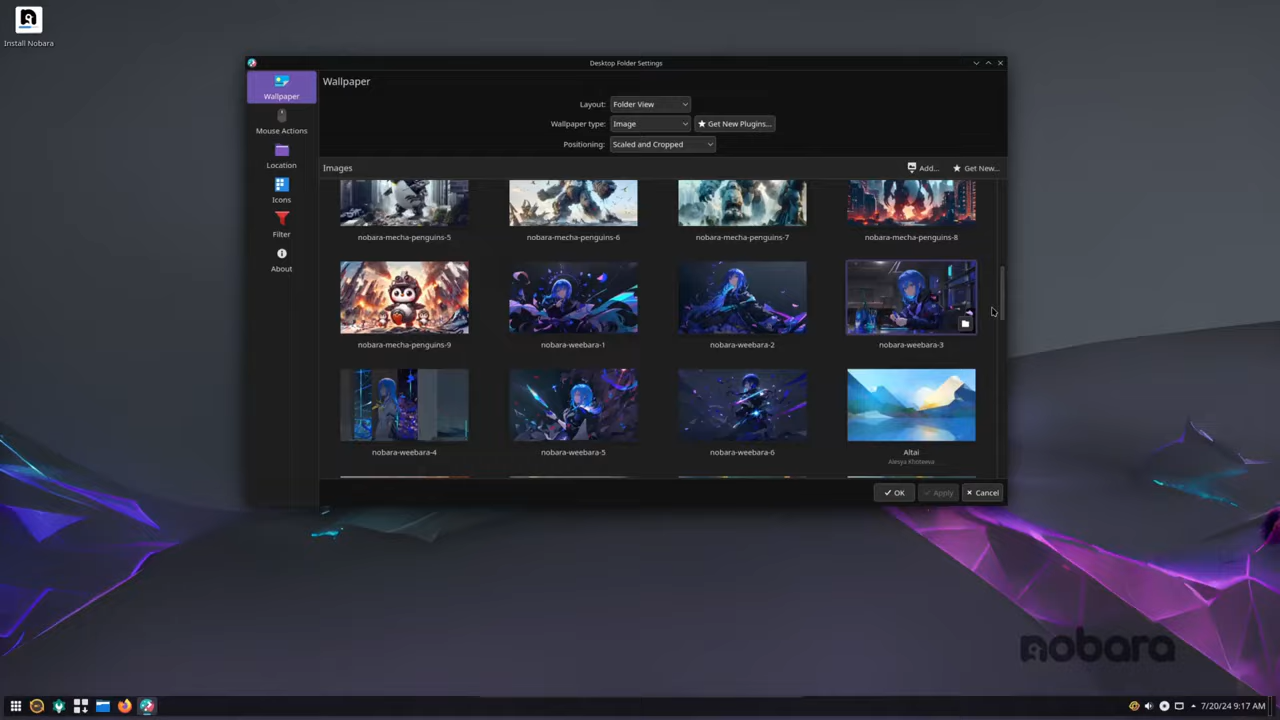 Install Nobara
Desktop Folder Settings
Wallpaper
Mouse Actions
Location
Icons
Filter
About
Wallpaper
Layout: Folder View
Wallpaper type: Image Get New Plugins...
Positioning: Scaled and Cropped
Images Add... Get New...
nobara-mecha-penguins-5 nobara-mecha-penguins-6 nobara-mecha-penguins-7 nobara-mecha-penguins-8
nobara-mecha-penguins-9 nobara-weebara-1 nobara-weebara-2 nobara-weebara-3
nobara-weebara-4 nobara-weebara-5 nobara-weebara-6 Altai
Alesya Khoteeva
OK Apply Cancel
nobara
7/20/24 9:17 AM